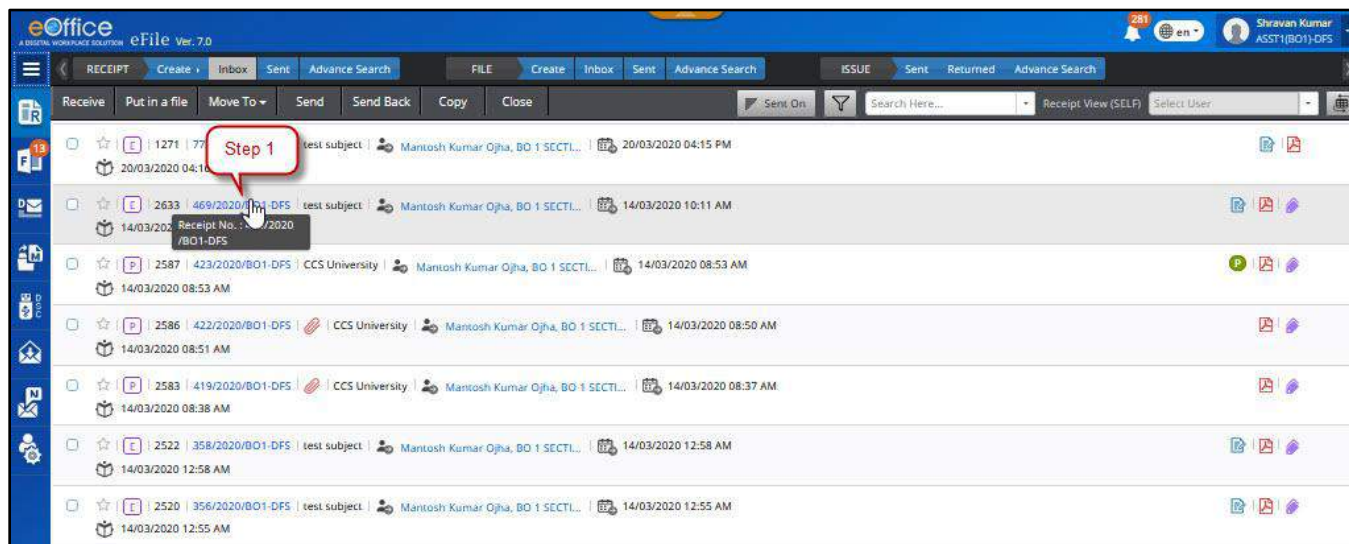 eOffice
A DIGITAL WORKPLACE SOLUTION eFile Ver. 7.0
281 en Shravan Kumar
ASST1(BO1)-DFS
RECEIPT Create Inbox Sent Advance Search FILE Create Inbox Sent Advance Search ISSUE Sent Returned Advance Search
Receive Put in a file Move To Send Send Back Copy Close Sent On Search Here... Receipt View (SELF) Select User
E 1271 77 Step 1 test subject Mantosh Kumar Ojha, BO 1 SECTI... 20/03/2020 04:15 PM
20/03/2020 04:16
13
E 2633 469/2020/BO1-DFS test subject Mantosh Kumar Ojha, BO 1 SECTI... 14/03/2020 10:11 AM
14/03/202 Receipt No. : /2020
/BO1-DFS
P 2587 423/2020/BO1-DFS CCS University Mantosh Kumar Ojha, BO 1 SECTI... 14/03/2020 08:53 AM P
14/03/2020 08:53 AM
P 2586 422/2020/BO1-DFS CCS University Mantosh Kumar Ojha, BO 1 SECTI... 14/03/2020 08:50 AM
14/03/2020 08:51 AM
P 2583 419/2020/BO1-DFS CCS University Mantosh Kumar Ojha, BO 1 SECTI... 14/03/2020 08:37 AM
14/03/2020 08:38 AM
E 2522 358/2020/BO1-DFS test subject Mantosh Kumar Ojha, BO 1 SECTI... 14/03/2020 12:58 AM
14/03/2020 12:58 AM
E 2520 356/2020/BO1-DFS test subject Mantosh Kumar Ojha, BO 1 SECTI... 14/03/2020 12:55 AM
14/03/2020 12:55 AM